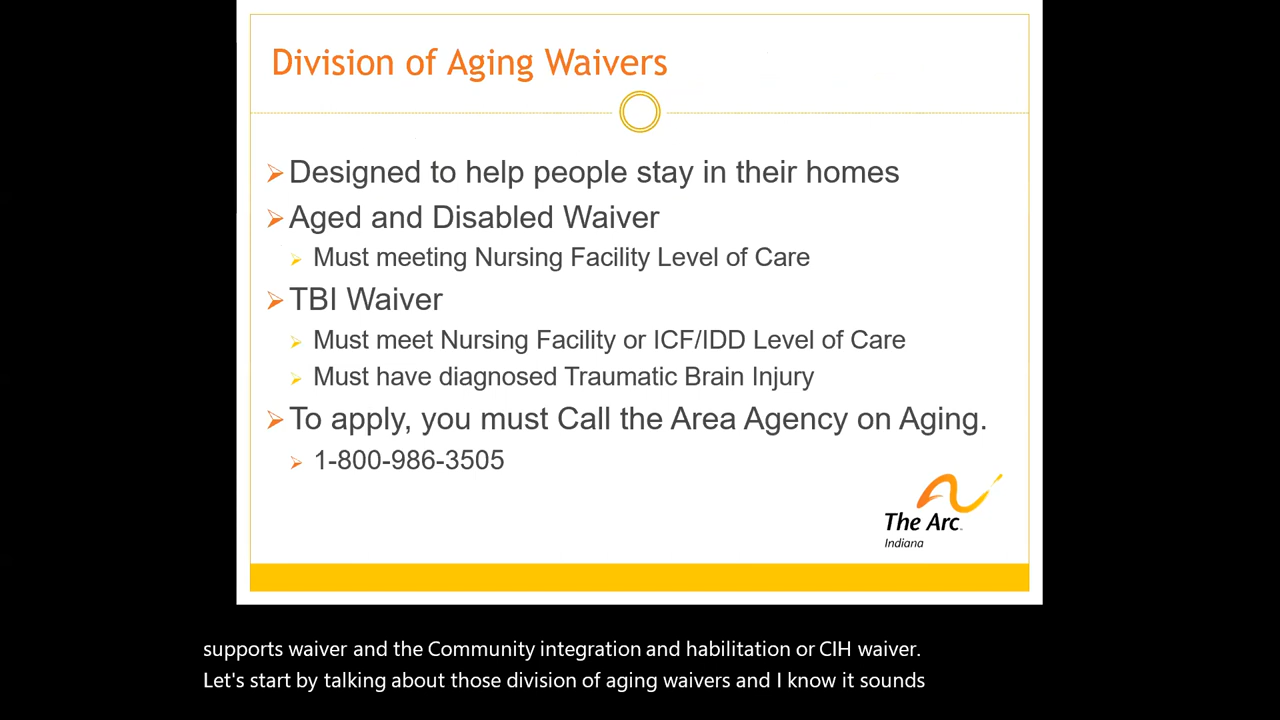 Division of Aging Waivers
Designed to help people stay in their homes
Aged and Disabled Waiver
Must meeting Nursing Facility Level of Care
TBI Waiver
Must meet Nursing Facility or ICF/IDD Level of Care
Must have diagnosed Traumatic Brain Injury
To apply, you must Call the Area Agency on Aging.
1-800-986-3505
The Arc
Indiana
supports waiver and the Community integration and habilitation or CIH waiver.
Let's start by talking about those division of aging waivers and I know it sounds